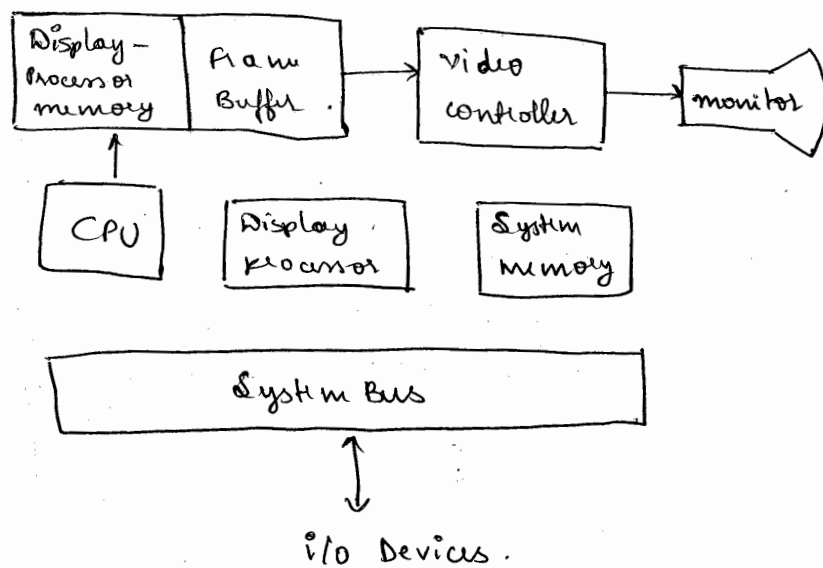 Display-
Processor
memory
Frame
Buffer.
Video
controller
monitor
CPU
Display
Processor
System
memory
System Bus
i/o Devices.